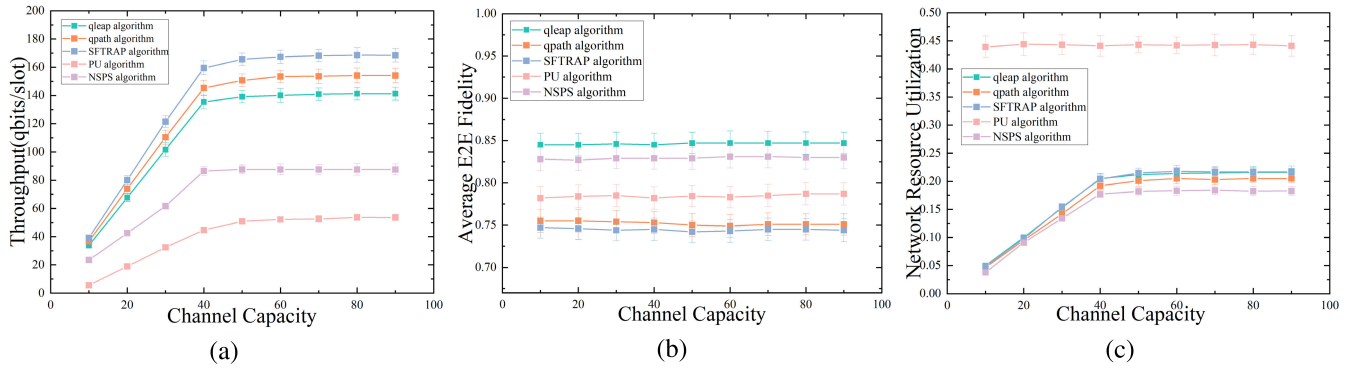 Throughput(qbits/slot)
200
180
160
140
120
100
80
60
40
20
0
qleap algorithm
qpath algorithm
SFTRAP algorithm
PU algorithm
NSPS algorithm
0 20 40 60 80 100
Channel Capacity
(a)
Average E2E Fidelity
1.00
0.95
0.90
0.85
0.80
0.75
0.70
qleap algorithm
qpath algorithm
SFTRAP algorithm
PU algorithm
NSPS algorithm
0 20 40 60 80 100
Channel Capacity
(b)
Network Resource Utilization
0.50
0.45
0.40
0.35
0.30
0.25
0.20
0.15
0.10
0.05
0.00
qleap algorithm
qpath algorithm
SFTRAP algorithm
PU algorithm
NSPS algorithm
0 20 40 60 80 100
Channel Capacity
(c)